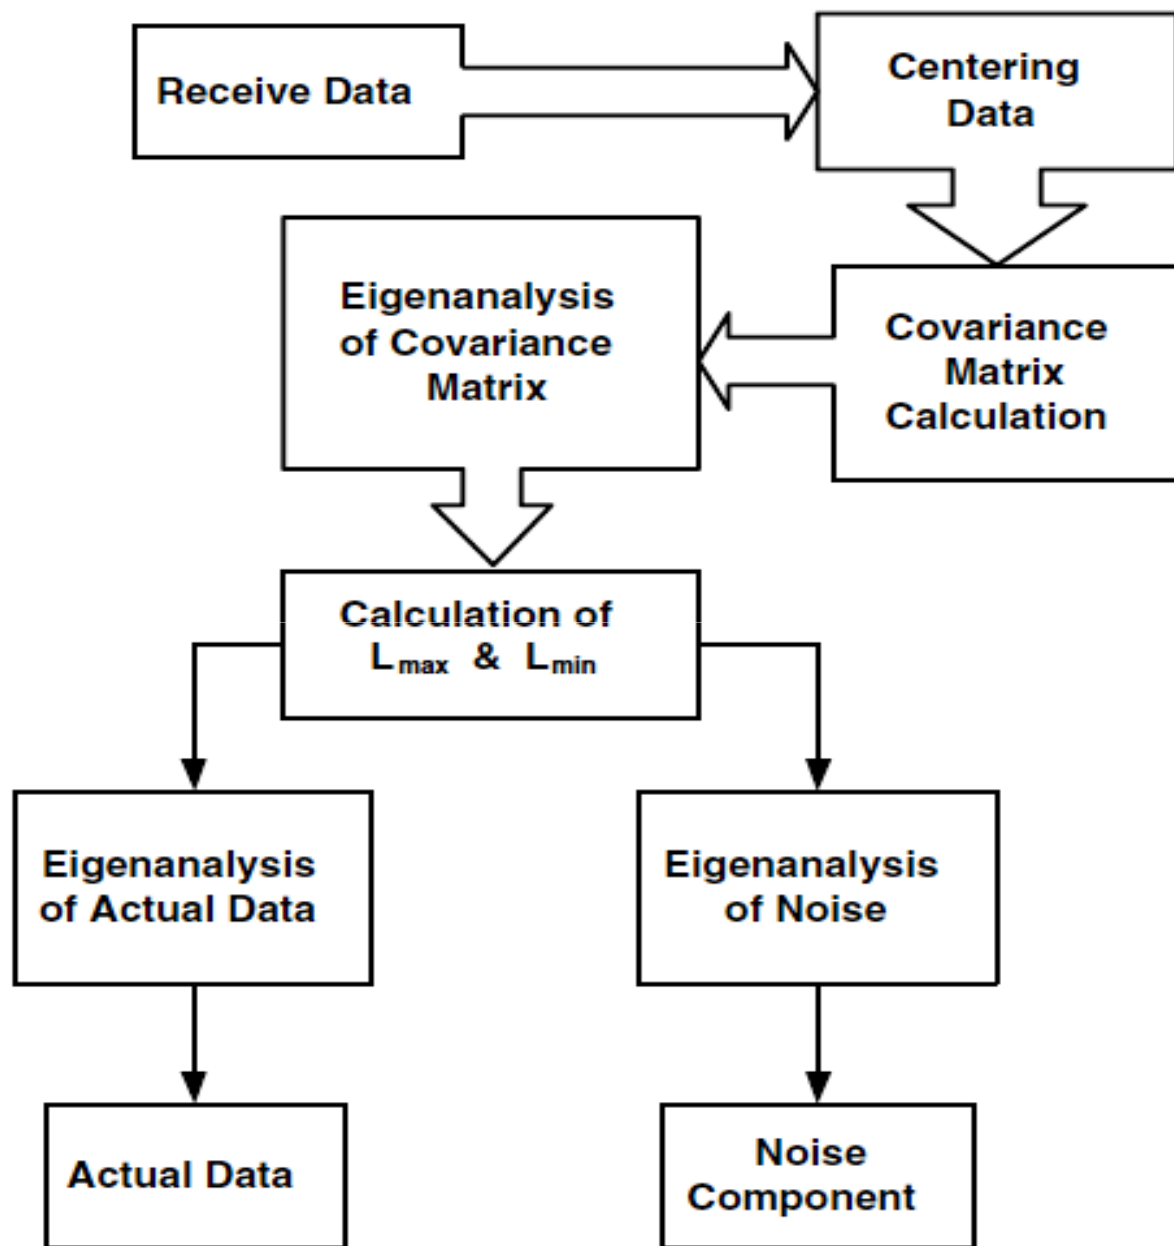 Receive Data
Centering
Data
Eigenanalysis
of Covariance
Matrix
Covariance
Matrix
Calculation
Calculation of
Lmax & Lmin
Eigenanalysis
of Actual Data
Eigenanalysis
of Noise
Actual Data
Noise
Component